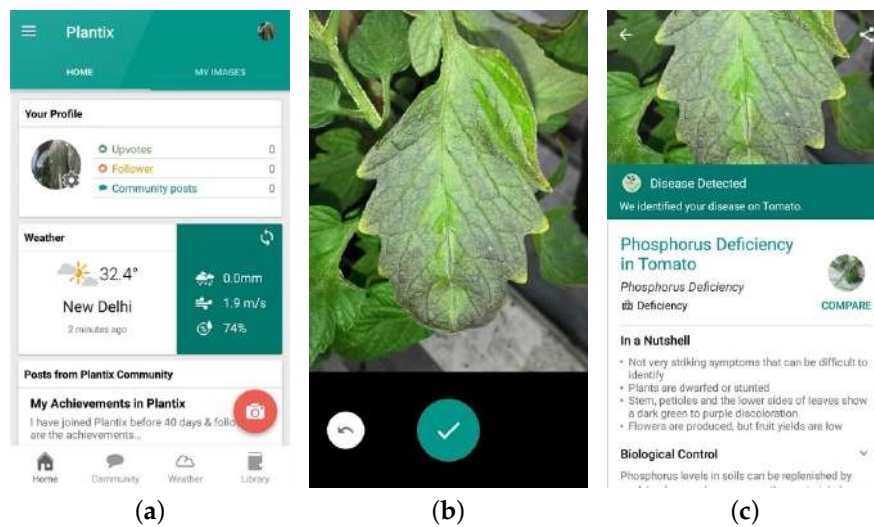 Plantix
HOME
MY IMAGES
Your Profile
Upvotes 0
Follower 0
Community posts 0
Weather
32.4°
New Delhi
2 minutes ago
0.0mm
1.9 m/s
74%
Posts from Plantix Community
My Achievements in Plantix
I have joined Plantix before 40 days & follo
are the achievements...
Home
Community
Weather
Library
(a)
(b)
Disease Detected
We identified your disease on Tomato.
Phosphorus Deficiency
in Tomato
Phosphorus Deficiency
Deficiency
COMPARE
In a Nutshell
• Not very striking symptoms that can be difficult to
identify
• Plants are dwarfed or stunted
• Stem, petioles and the lower sides of leaves show
a dark green to purple discoloration
• Flowers are produced, but fruit yields are low
Biological Control
Phosphorus levels in soils can be replenished by
(c)